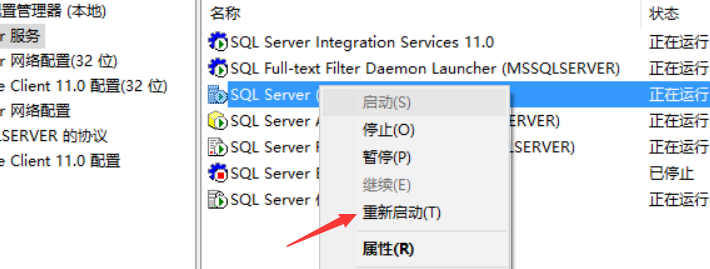 配置管理器 (本地)
r 服务
r 网络配置(32 位)
e Client 11.0 配置(32 位)
r 网络配置
LSERVER 的协议
e Client 11.0 配置
名称
状态
SQL Server Integration Services 11.0
正在运行
SQL Full-text Filter Daemon Launcher (MSSQLSERVER)
正在运行
SQL Server (
正在运行
SQL Server A
SERVER)
正在运行
SQL Server R
QLSERVER)
正在运行
SQL Server B
已停止
SQL Server 
正在运行
启动(S)
停止(O)
暂停(P)
继续(E)
重新启动(T)
属性(R)